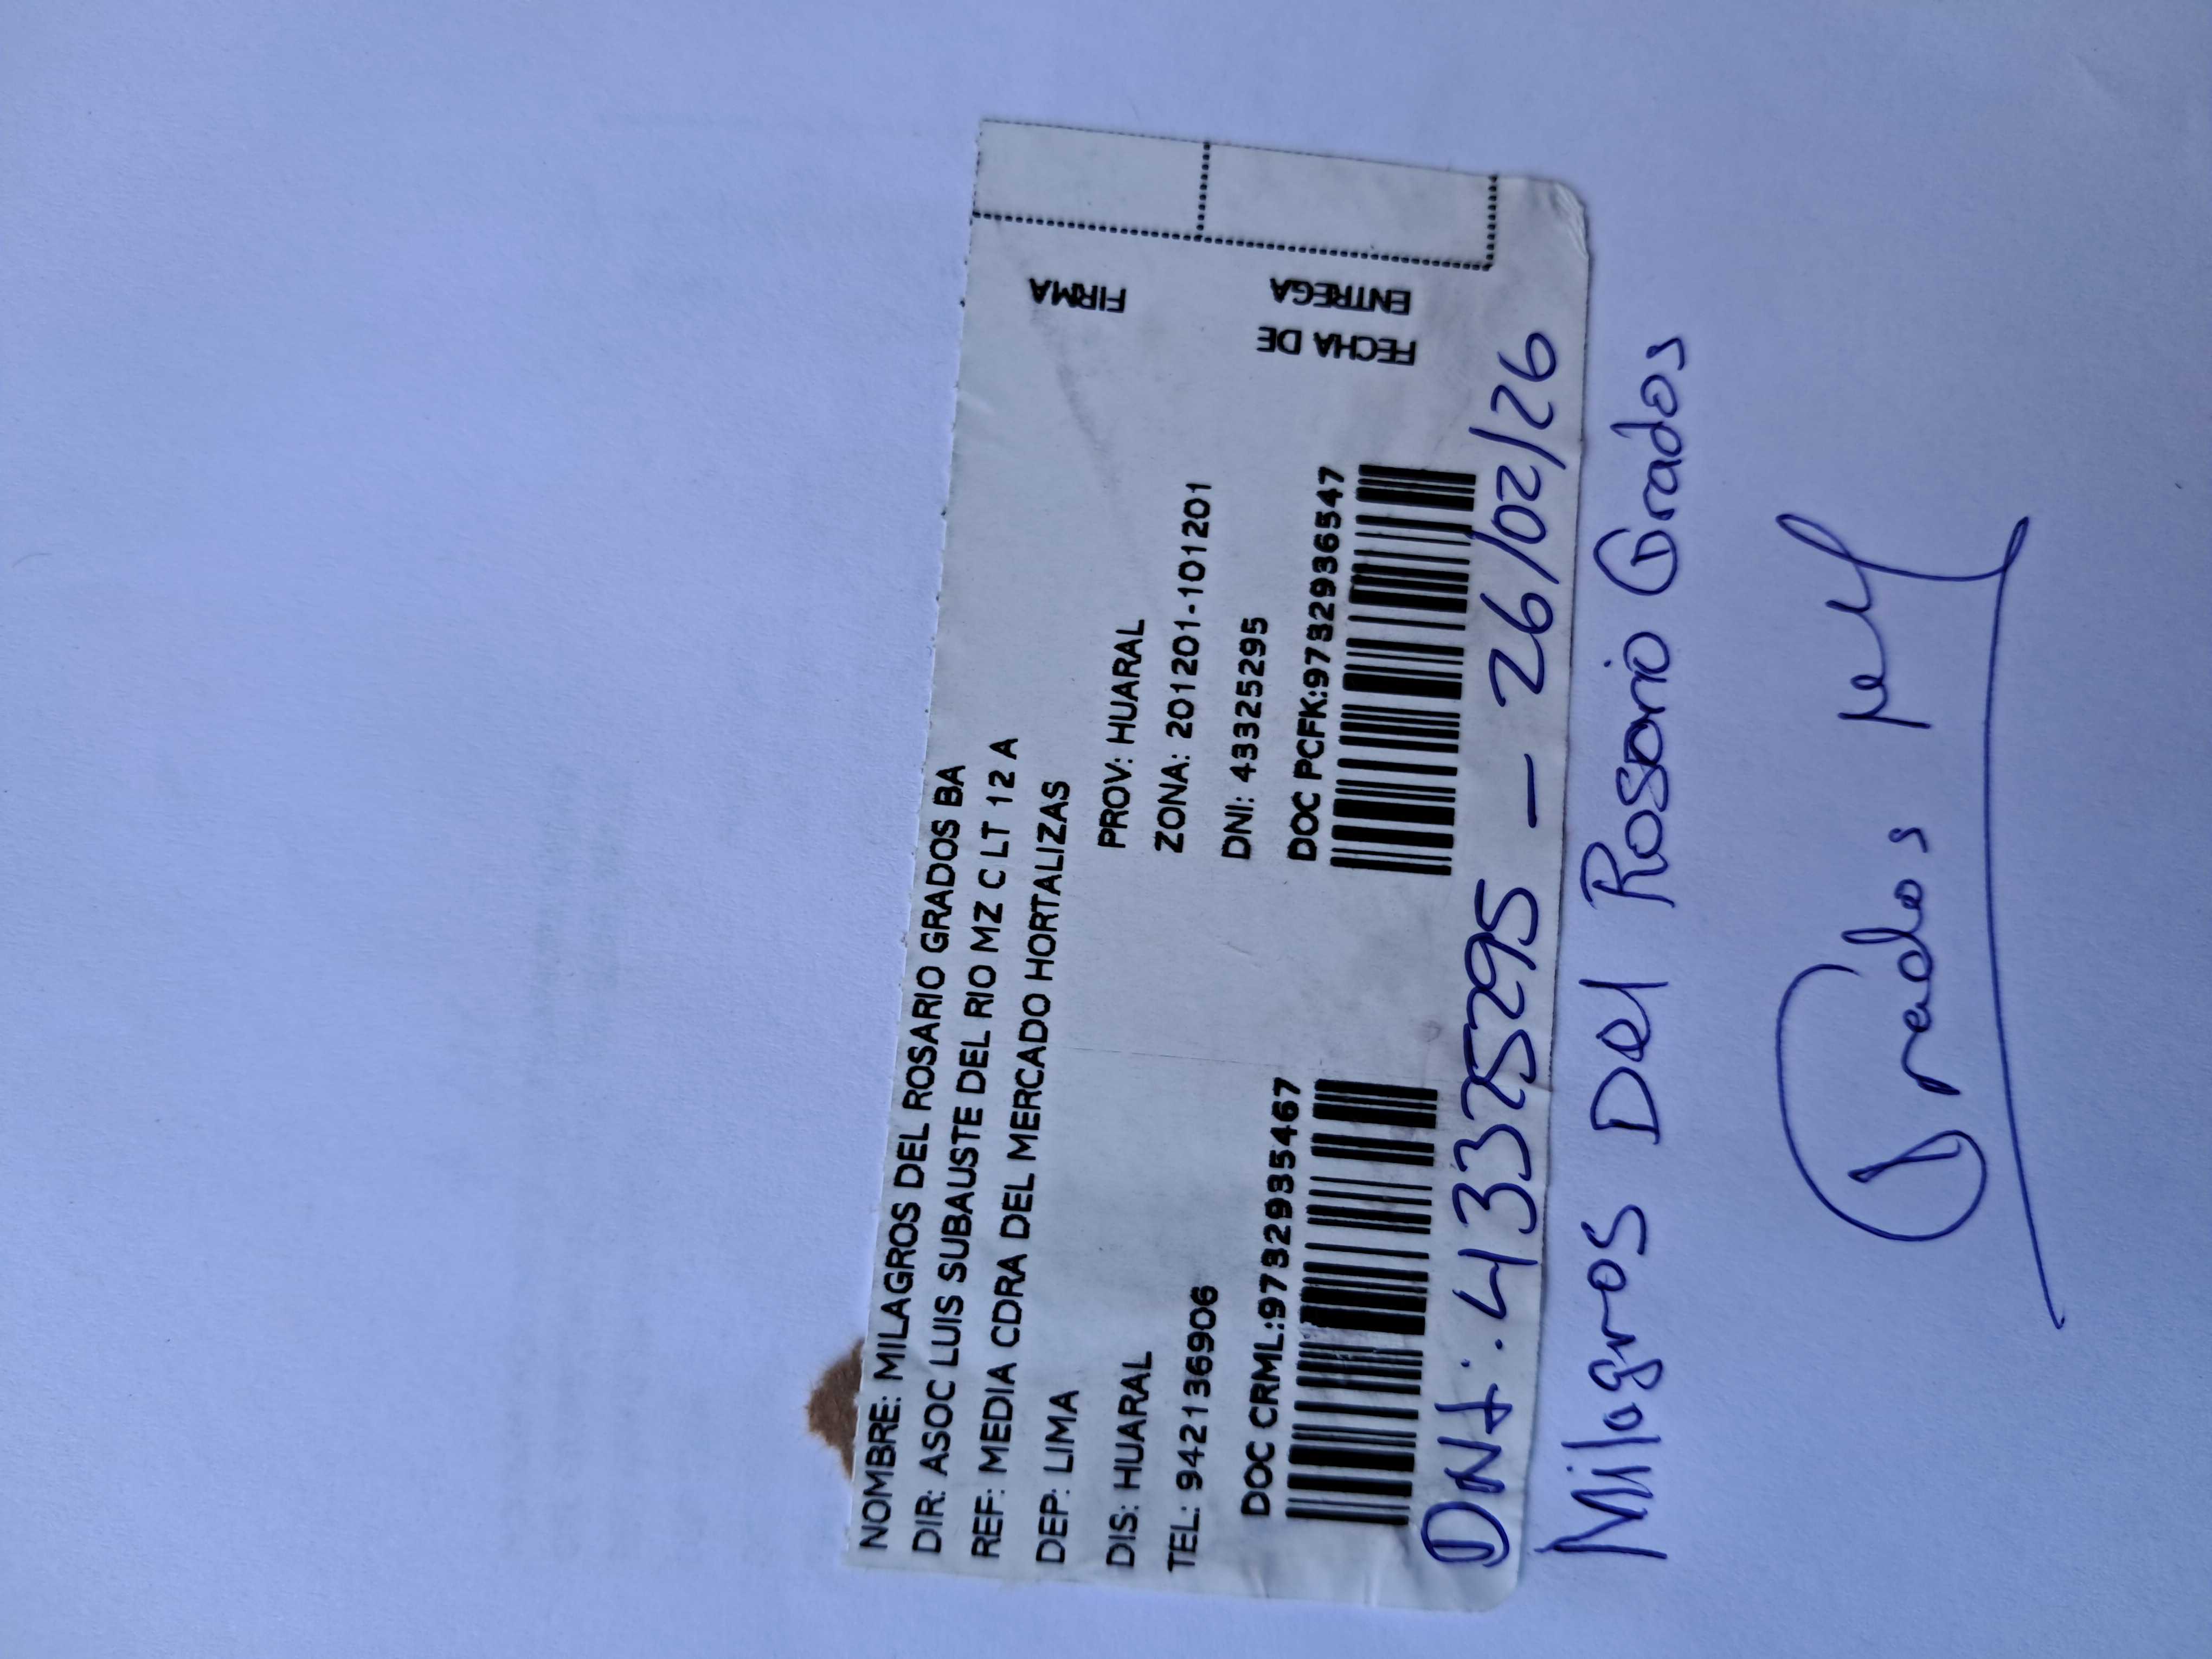 NOMBRE: MILAGROS DEL ROSARIO GRADOS BA
DIR: ASOC LUIS SUBAUSTE DEL RIO MZ C LT 12 A
REF: MEDIA CDRA DEL MERCADO HORTALIZAS
DEP: LIMA PROV: HUARAL
DIS: HUARAL ZONA: 201201-101201
TEL: 942136906 DNI: 43325295
DOC CRML:9732935467 DOC PCFK:9732936547
FIRMA
FECHA DE
ENTREGA
DNI: 43325295 - 26/02/26
Milagros Del Rosario Grados
Grados